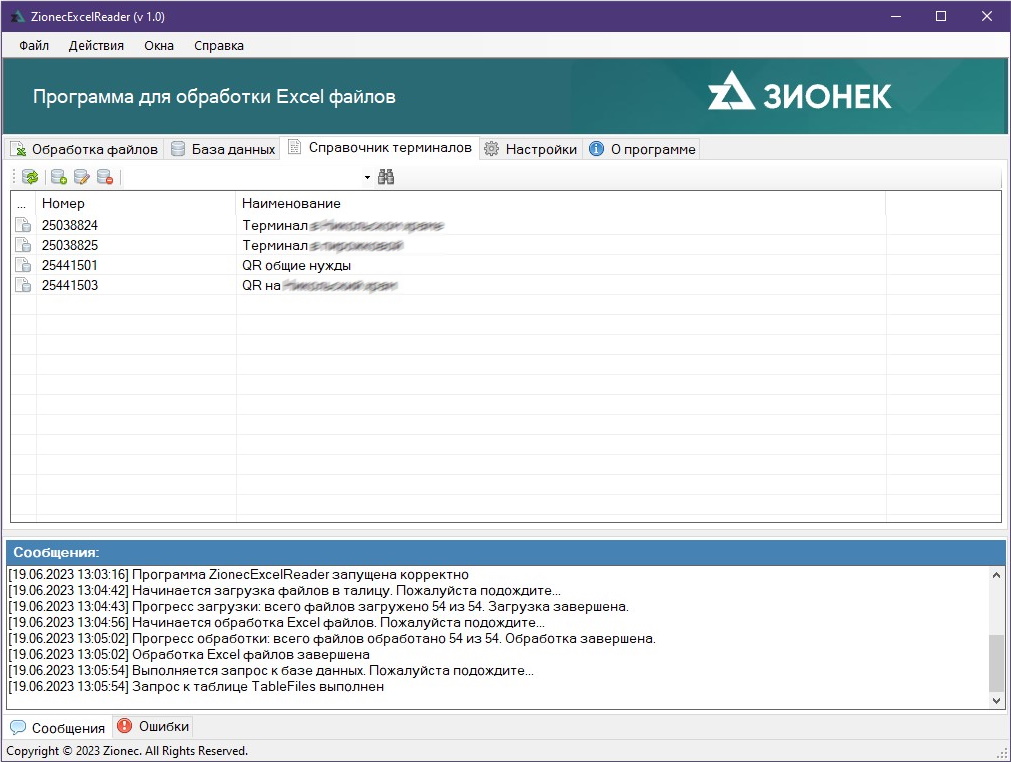 ZionecExcelReader (v 1.0)
Файл Действия Окна Справка
Программа для обработки Excel файлов
ЗИОНЕК
Обработка файлов База данных Справочник терминалов Настройки О программе
... Номер Наименование
25038824 Терминал
25038825 Терминал
25441501 QR общие нужды
25441503 QR на
Сообщения:
[19.06.2023 13:03:16] Программа ZionecExcelReader запущена корректно
[19.06.2023 13:04:42] Начинается загрузка файлов в талицу. Пожалуйста подождите...
[19.06.2023 13:04:43] Прогресс загрузки: всего файлов загружено 54 из 54. Загрузка завершена.
[19.06.2023 13:04:56] Начинается обработка Excel файлов. Пожалуйста подождите...
[19.06.2023 13:05:02] Прогресс обработки: всего файлов обработано 54 из 54. Обработка завершена.
[19.06.2023 13:05:02] Обработка Excel файлов завершена
[19.06.2023 13:05:54] Выполняется запрос к базе данных. Пожалуйста подождите...
[19.06.2023 13:05:54] Запрос к таблице TableFiles выполнен
Сообщения Ошибки
Copyright © 2023 Zionec. All Rights Reserved.